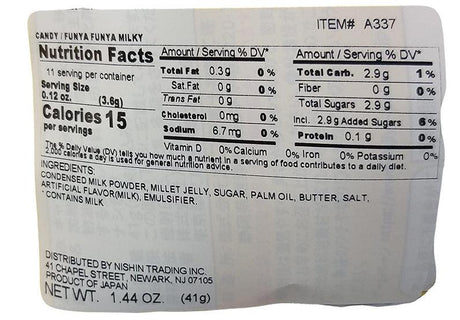 ITEM# A337
CANDY / FUNYA FUNYA MILKY
Nutrition Facts
11 serving per container
Serving Size
0.12 oz. (3.6g)
Calories 15
per servings
Amount / Serving % DV*
Total Fat 0.3g 0%
Sat.Fat 0g 0%
Trans Fat 0g
Cholesterol 0mg 0%
Sodium 6.7mg 0%
Amount / Serving % DV*
Total Carb. 2.9g 1%
Fiber 0g 0%
Total Sugars 2.9g
Incl. 2.9g Added Sugars 6%
Protein 0.1g 0%
Vitamin D 0% Calcium 0% Iron 0% Potassium 0%
The % Daily Value (DV) tells you how much a nutrient in a serving of food contributes to a daily diet.
2,000 calories a day is used for general nutrition advice.
INGREDIENTS:
CONDENSED MILK POWDER, MILLET JELLY, SUGAR, PALM OIL, BUTTER, SALT,
ARTIFICIAL FLAVOR(MILK), EMULSIFIER.
* CONTAINS MILK
DISTRIBUTED BY NISHIN TRADING INC.
41 CHAPEL STREET, NEWARK, NJ 07105
PRODUCT OF JAPAN
NET WT. 1.44 OZ. (41g)